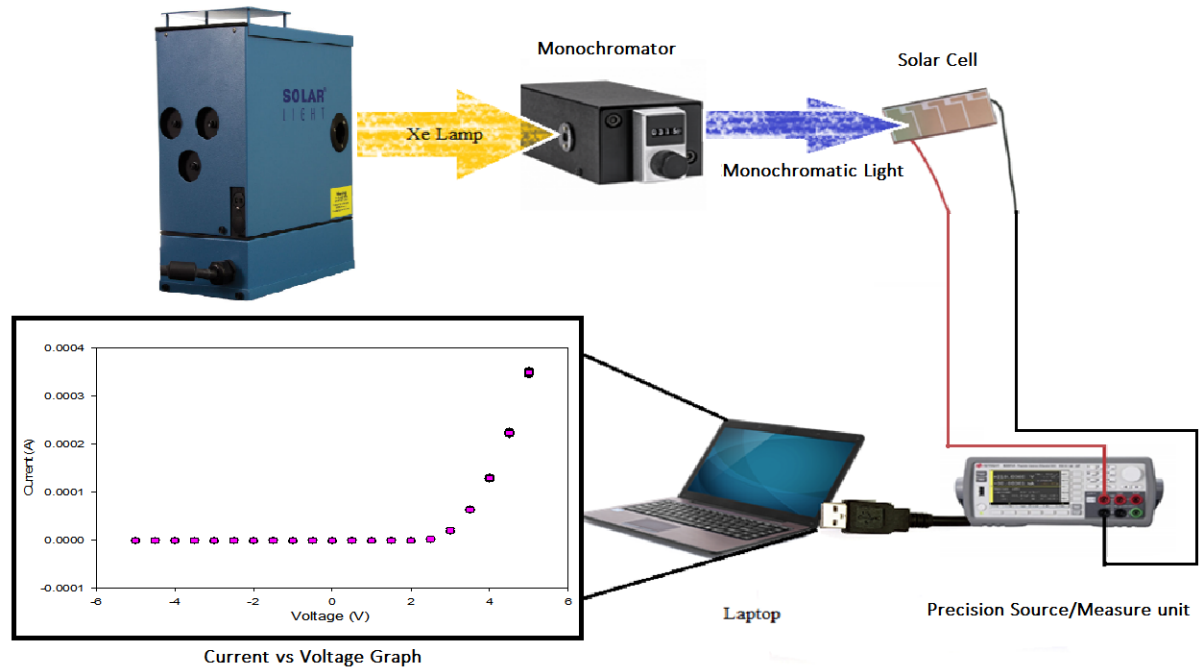 Monochromator
Solar Cell
SOLAR
Xe Lamp
Monochromatic Light
0.0004
0.0003
0.0002
0.0001
0.0000
-0.0001
Current (A)
-6 -4 -2 0 2 4 6
Voltage (V)
Current vs Voltage Graph
Laptop
Precision Source/Measure unit